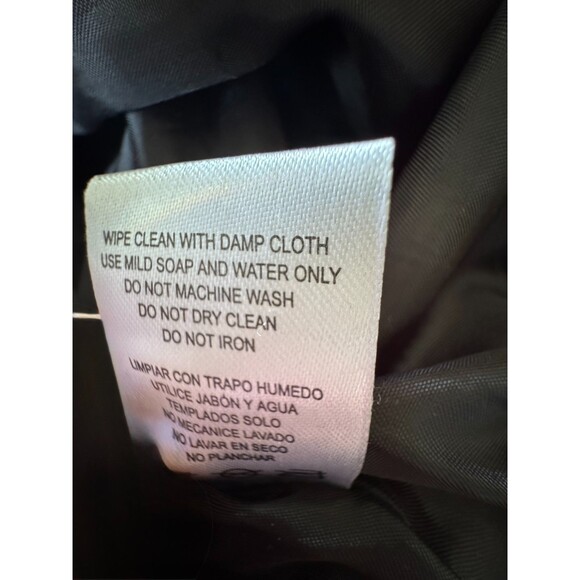 WIPE CLEAN WITH DAMP CLOTH
USE MILD SOAP AND WATER ONLY
DO NOT MACHINE WASH
DO NOT DRY CLEAN
DO NOT IRON
LIMPIAR CON TRAPO HUMEDO
UTILICE JABÓN Y AGUA
TEMPLADOS SOLO
NO MECANICE LAVADO
NO LAVAR EN SECO
NO PLANCHAR